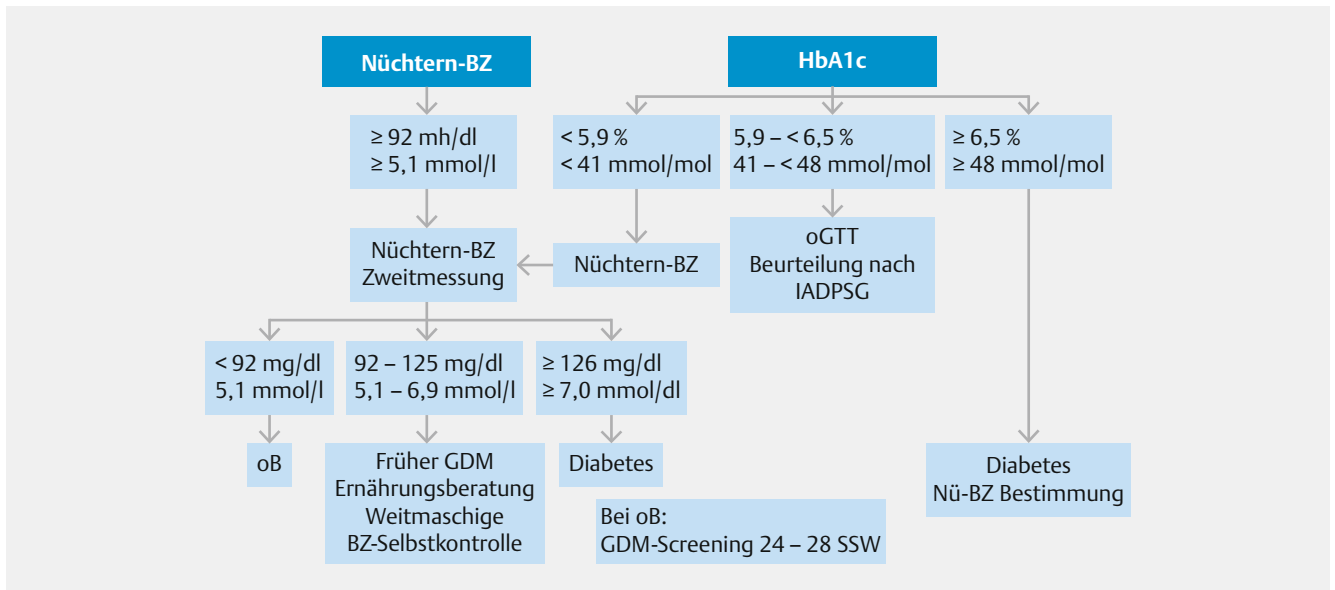 Nüchtern-BZ
HbA1c
≥ 92 mh/dl
≥ 5,1 mmol/l
< 5,9 %
< 41 mmol/mol
5,9 – < 6,5 %
41 – < 48 mmol/mol
≥ 6,5 %
≥ 48 mmol/mol
Nüchtern-BZ
Zweitmessung
Nüchtern-BZ
oGTT
Beurteilung nach
IADPSG
< 92 mg/dl
5,1 mmol/l
92 – 125 mg/dl
5,1 – 6,9 mmol/l
≥ 126 mg/dl
≥ 7,0 mmol/dl
oB
Früher GDM
Ernährungsberatung
Weitmaschige
BZ-Selbstkontrolle
Diabetes
Diabetes
Nü-BZ Bestimmung
Bei oB:
GDM-Screening 24 – 28 SSW